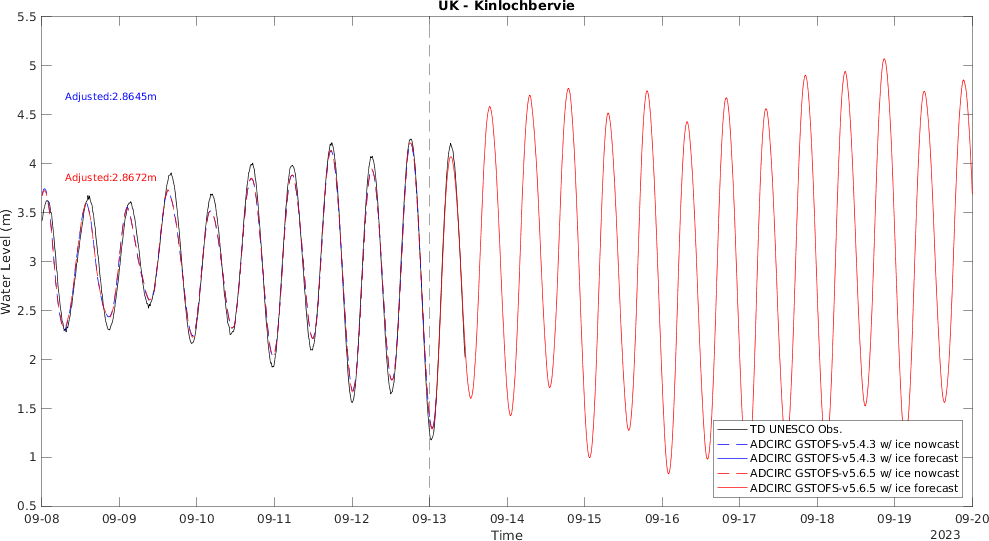 UK - Kinlochbervie
5.5
5
4.5
4
3.5
3
2.5
2
1.5
1
0.5
Water Level (m)
Adjusted:2.8645m
Adjusted:2.8672m
TD UNESCO Obs.
ADCIRC GSTOFS-v5.4.3 w/ ice nowcast
ADCIRC GSTOFS-v5.4.3 w/ ice forecast
ADCIRC GSTOFS-v5.6.5 w/ ice nowcast
ADCIRC GSTOFS-v5.6.5 w/ ice forecast
09-08 09-09 09-10 09-11 09-12 09-13 09-14 09-15 09-16 09-17 09-18 09-19 09-20
Time
2023